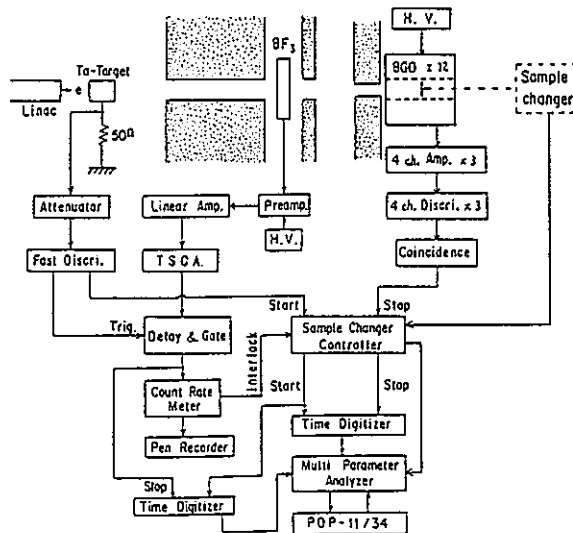 H. V.
BF3
Ta-Target
BGO x 12
e
Linac
Sample
changer
50Ω
4 ch. Amp. x 3
Attenuator
Linear Amp.
Preamp.
4 ch. Discri. x 3
H.V.
Fast Discri.
T S C A.
Coincidence
Start
Stop
Trig.
Delay & Gate
Sample Changer
Controller
Interlock
Count Rate
Meter
Start
Stop
Pen Recorder
Time Digitizer
Multi Parameter
Analyzer
Stop
Time Digitizer
PDP-11/34